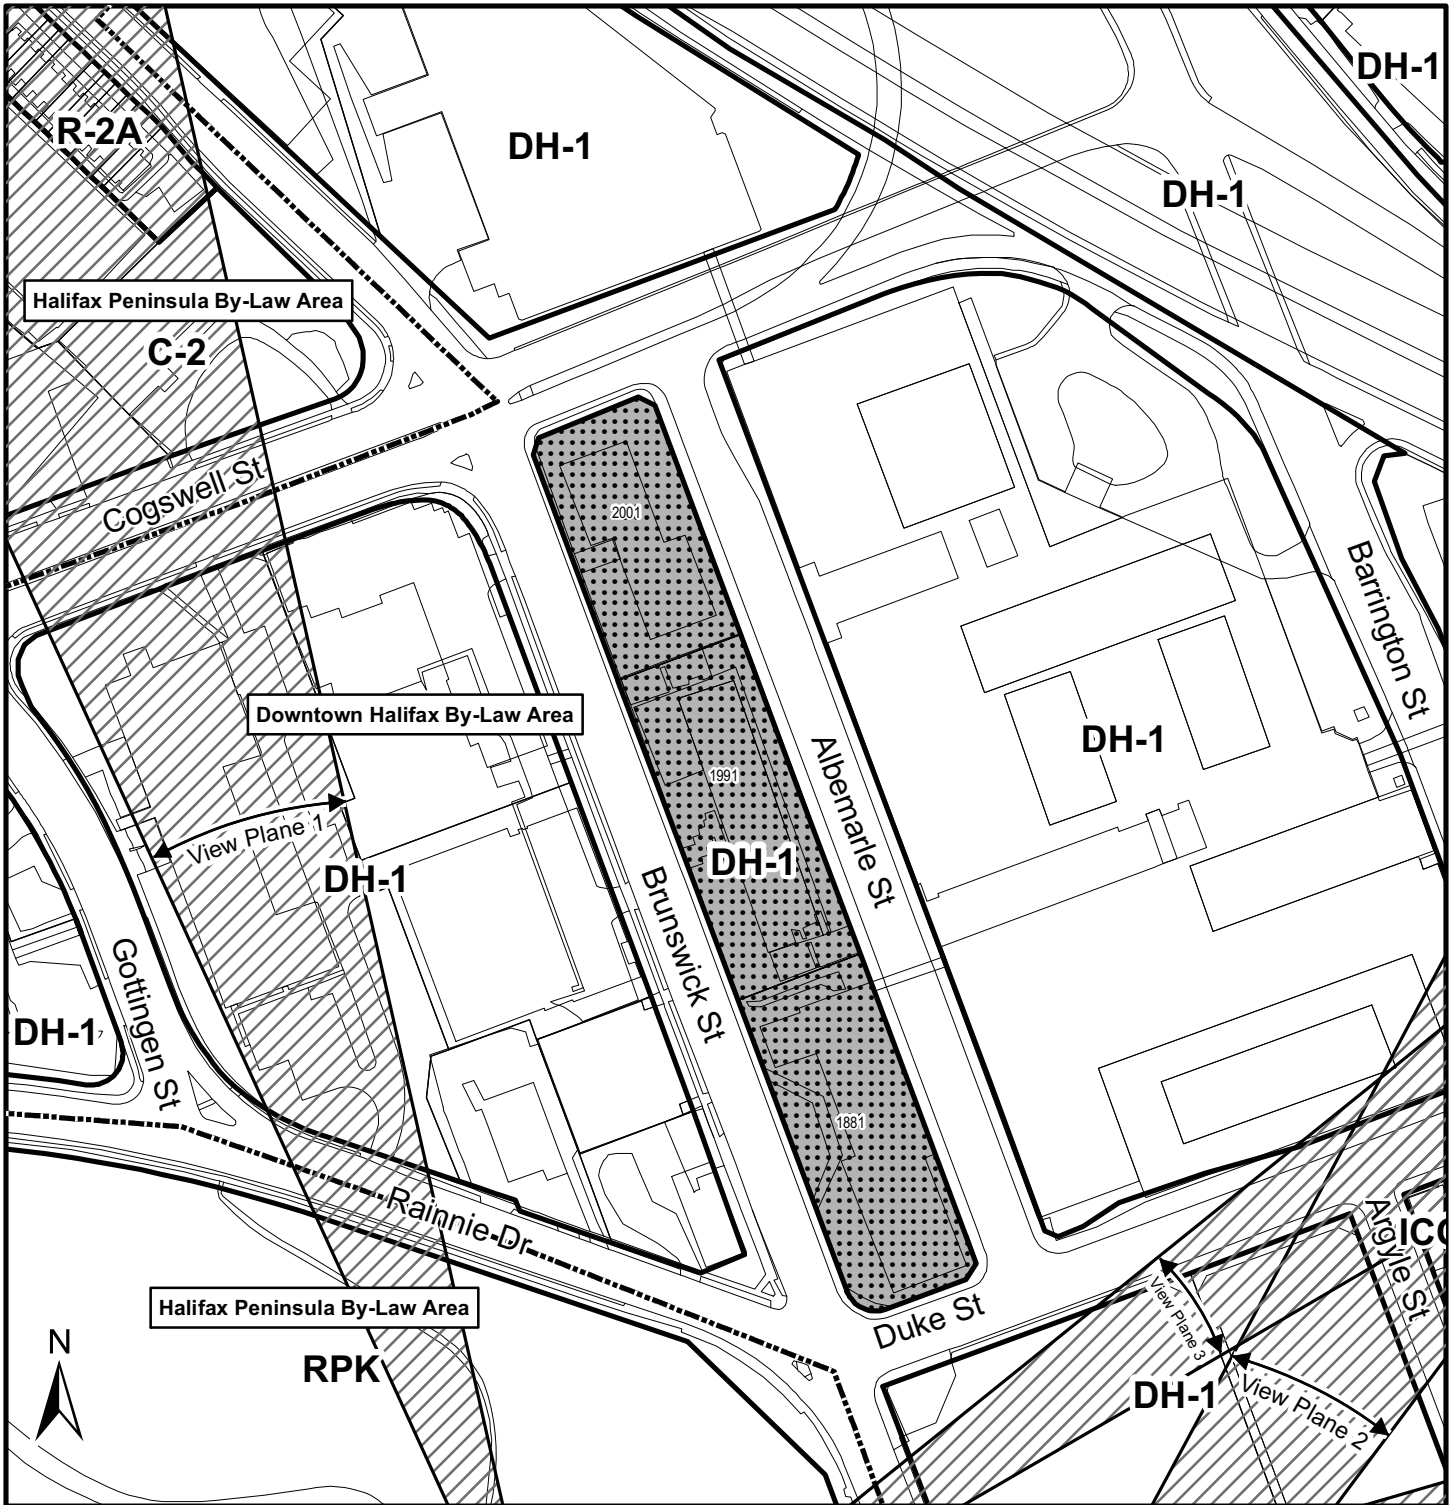 DH-1
R-2A
DH-1
DH-1
Halifax Peninsula By-Law Area
C-2
Cogswell St
2001
Barrington St
Downtown Halifax By-Law Area
DH-1
Albemarle St
1991
View Plane 1
DH-1
DH-1
Brunswick St
Gottingen St
DH-1
7
1881
Rainnie Dr
Argyle St
Halifax Peninsula By-Law Area
View Plane 3
Duke St
N
RPK
DH-1
View Plane 2